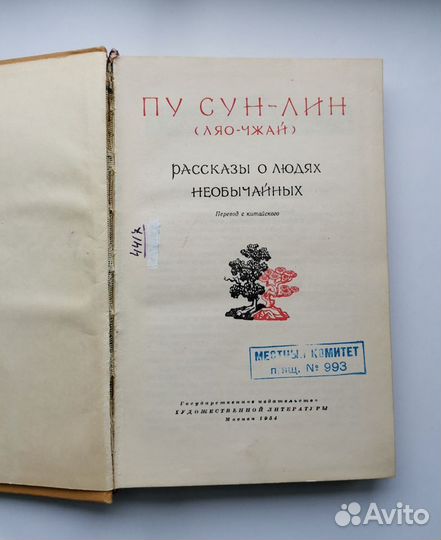 ПУ СУН-ЛИН
(ЛЯО-ЧЖАЙ)
РАССКАЗЫ О ЛЮДЯХ
НЕОБЫЧАЙНЫХ
Перевод с китайского
МЕСТНЫЙ КОМИТЕТ
п. ящ. № 993
Государственное издательство
ХУДОЖЕСТВЕННОЙ ЛИТЕРАТУРЫ
Москва 1954
Avito